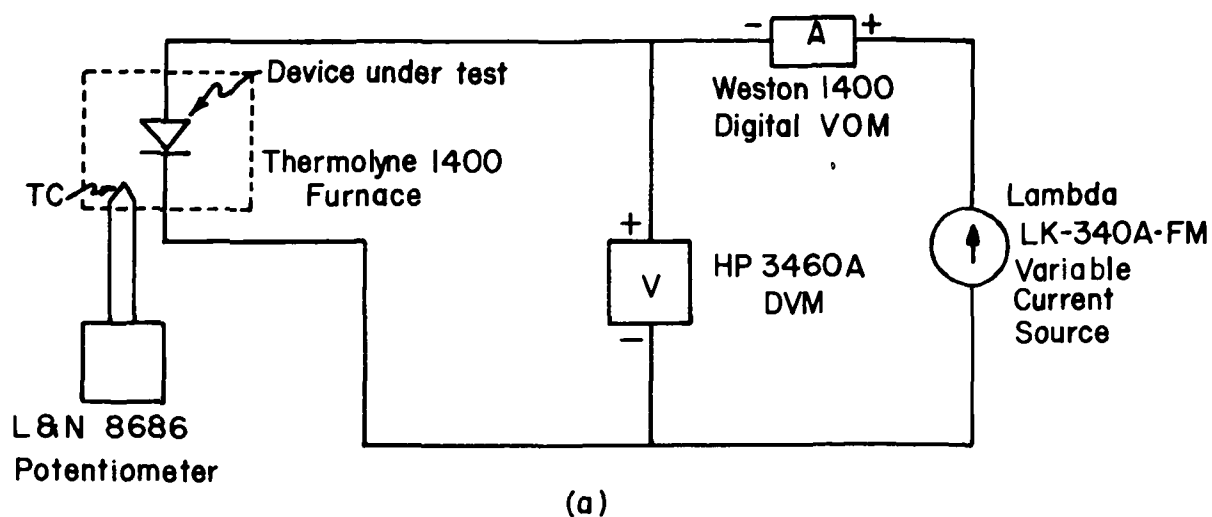 - A +
Weston 1400
Digital VOM
Device under test
Thermolyne 1400
Furnace
TC
Lambda
LK-340A-FM
Variable
Current
Source
+
V
-
HP 3460A
DVM
L&N 8686
Potentiometer
(a)